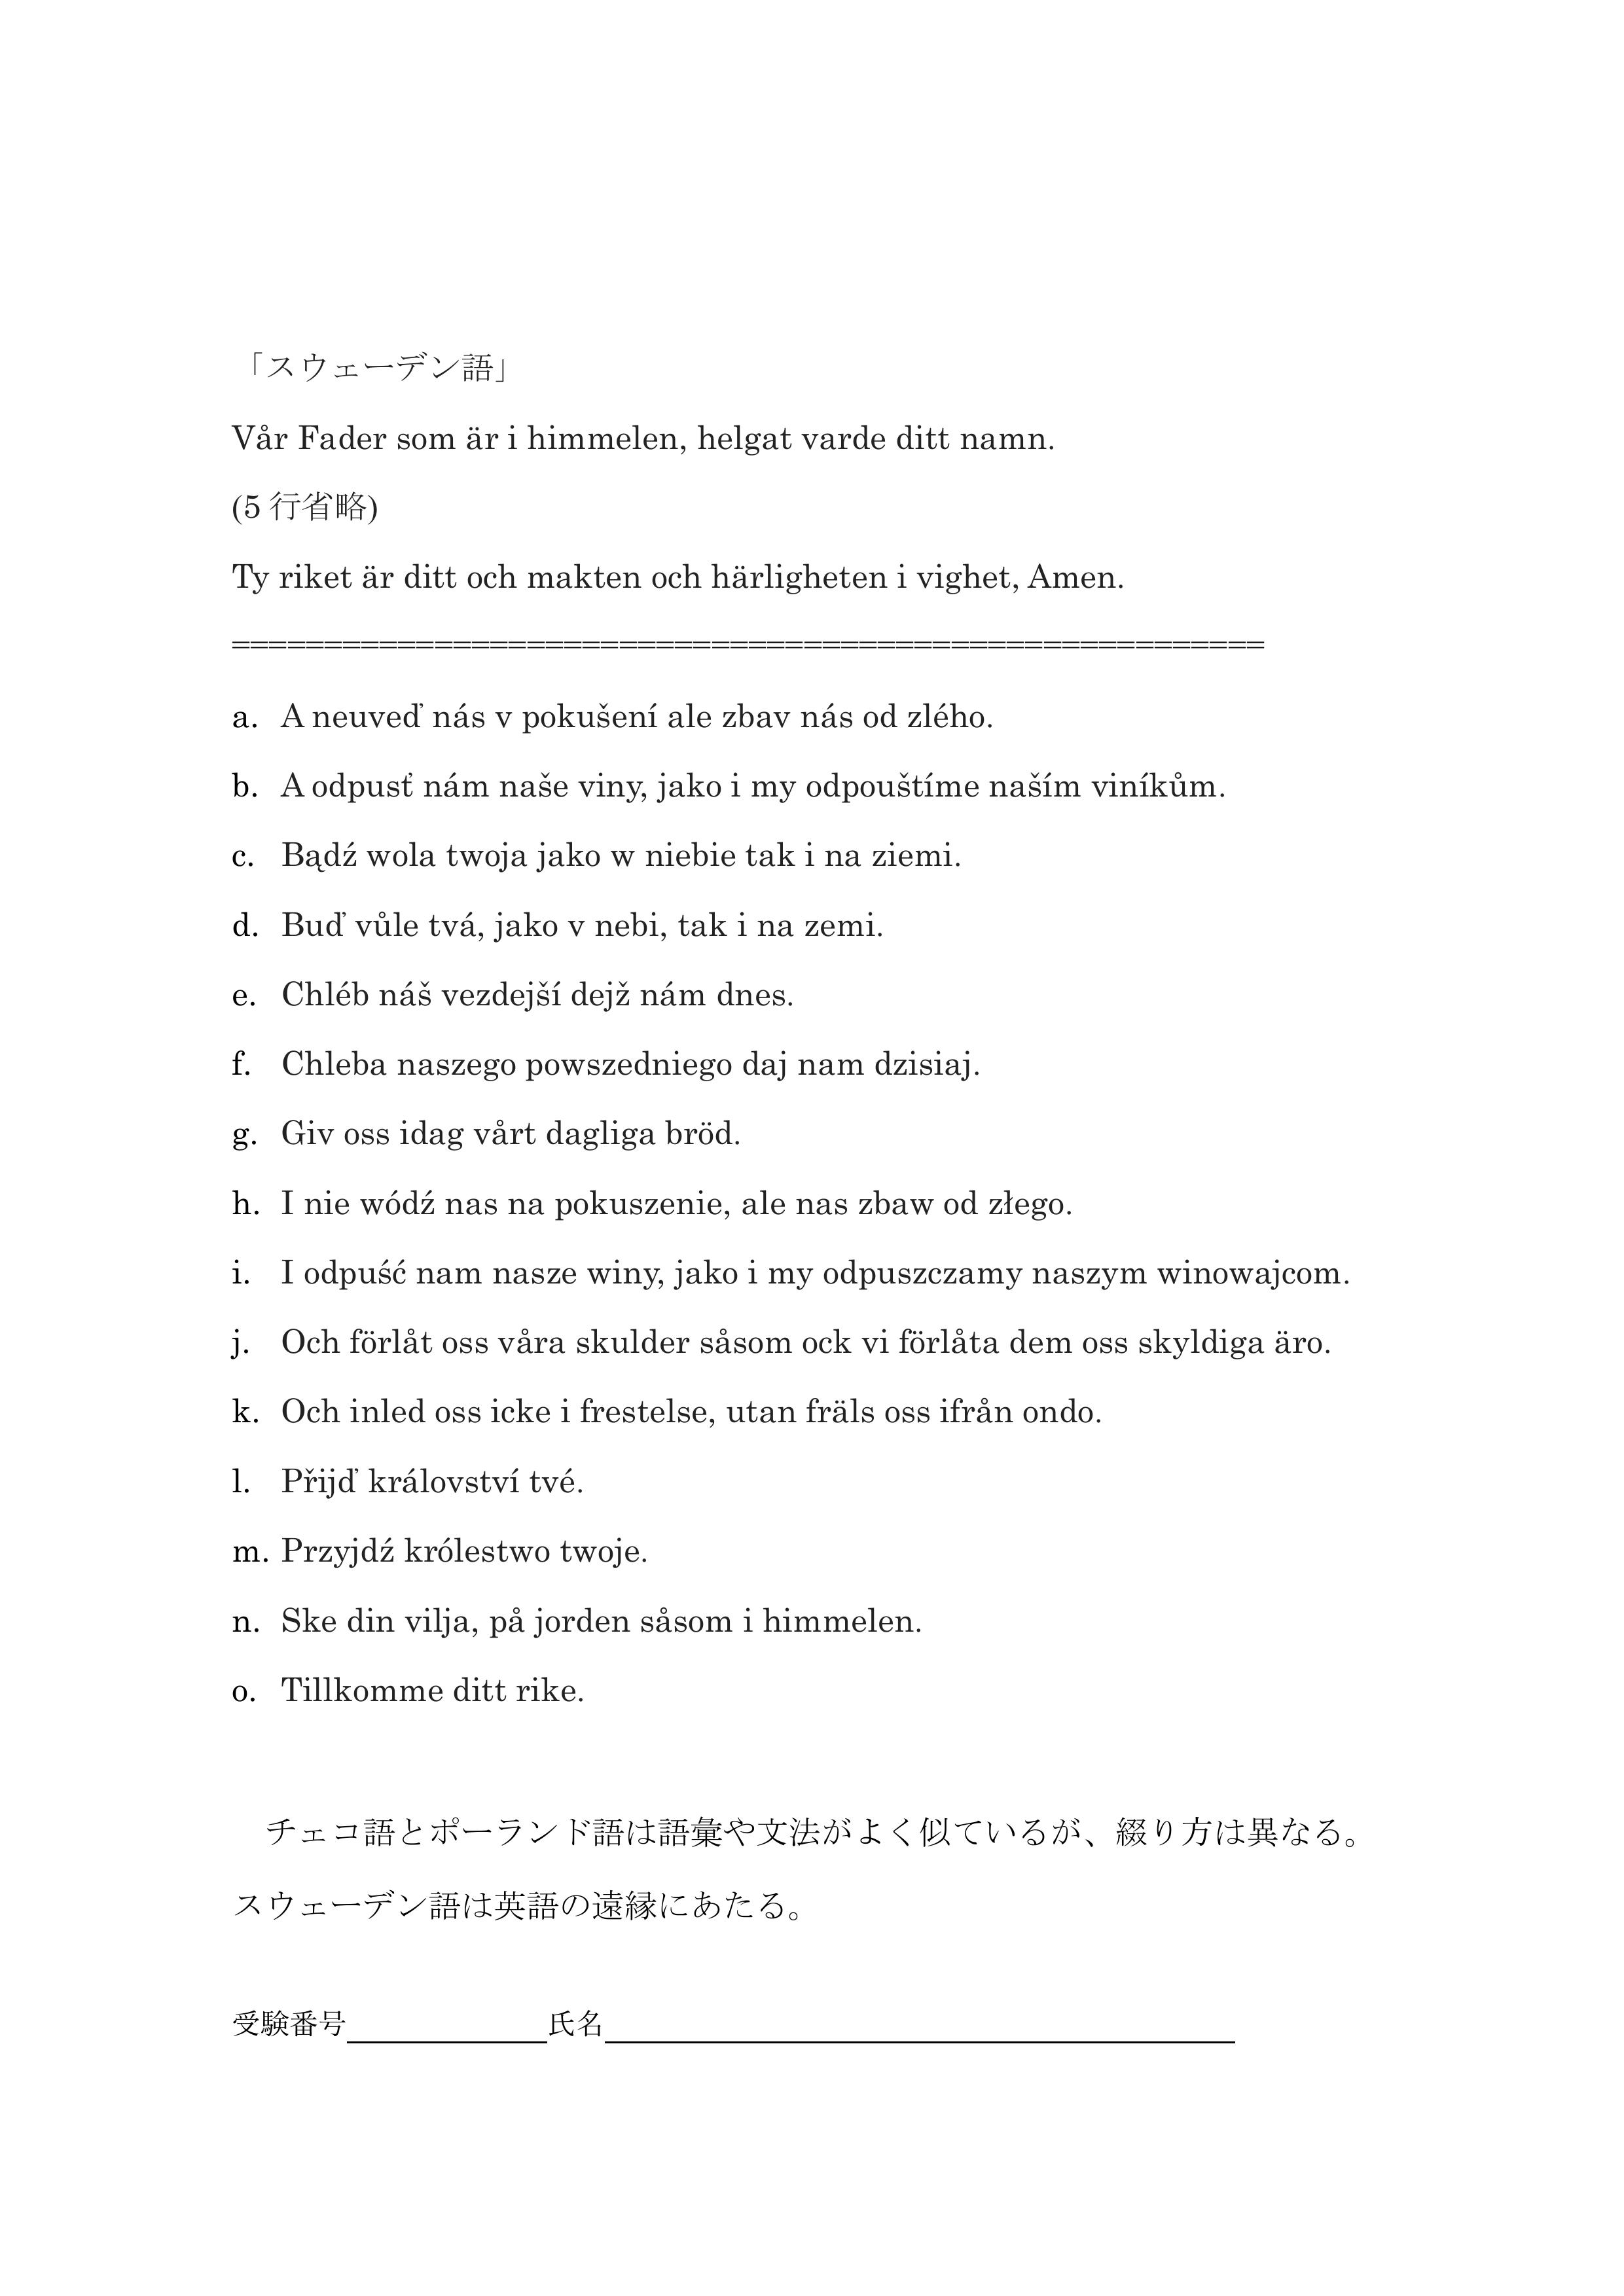 「スウェーデン語」
Vår Fader som är i himmelen, helgat varde ditt namn.
(5 行省略)
Ty riket är ditt och makten och härligheten i vighet, Amen.
========================================================
a. A neuveď nás v pokušení ale zbav nás od zlého.
b. A odpusť nám naše viny, jako i my odpouštíme naším viníkům.
c. Bądź wola twoja jako w niebie tak i na ziemi.
d. Buď vůle tvá, jako v nebi, tak i na zemi.
e. Chléb náš vezdejší dejž nám dnes.
f. Chleba naszego powszedniego daj nam dzisiaj.
g. Giv oss idag vårt dagliga bröd.
h. I nie wódź nas na pokuszenie, ale nas zbaw od złego.
i. I odpuść nam nasze winy, jako i my odpuszczamy naszym winowajcom.
j. Och förlåt oss våra skulder såsom ock vi förlåta dem oss skyldiga äro.
k. Och inled oss icke i frestelse, utan fräls oss ifrån ondo.
l. Přijď království tvé.
m. Przyjdź królestwo twoje.
n. Ske din vilja, på jorden såsom i himmelen.
o. Tillkomme ditt rike.
チェコ語とポーランド語は語彙や文法がよく似ているが、綴り方は異なる。
スウェーデン語は英語の遠縁にあたる。
受験番号____________氏名______________________________________